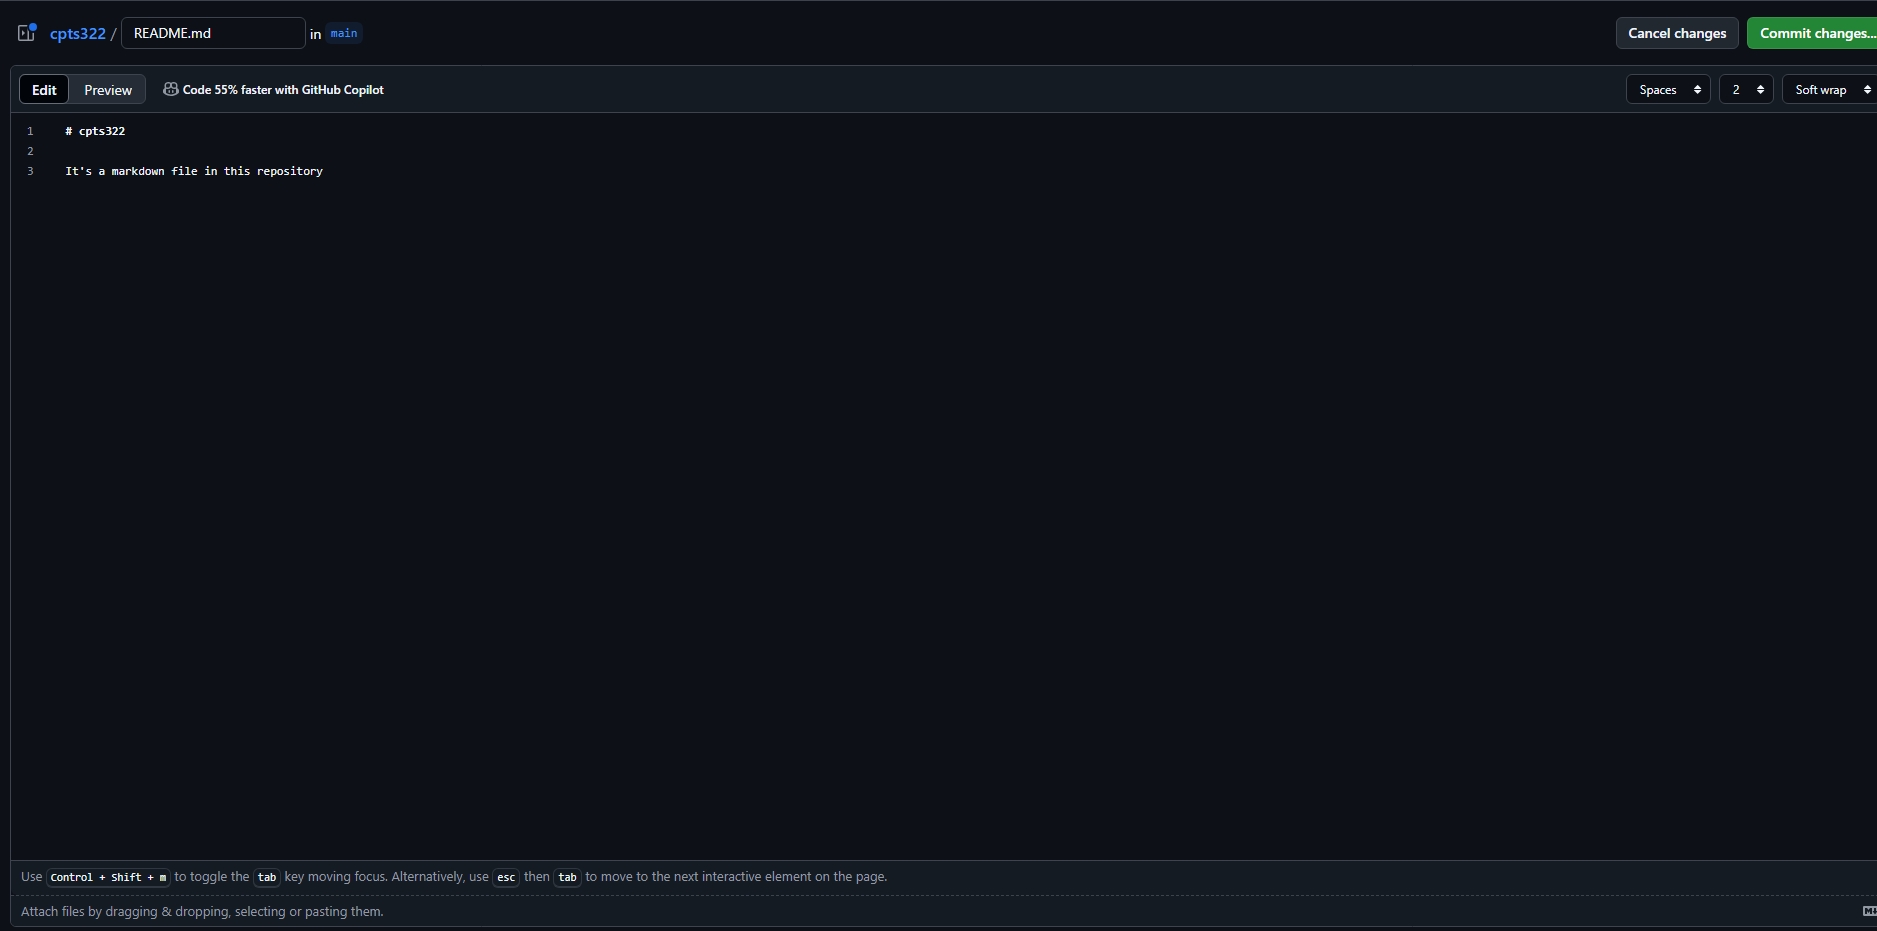 cpts322 / README.md in main Cancel changes Commit changes...
Edit Preview Code 55% faster with GitHub Copilot Spaces 2 Soft wrap
1 # cpts322
2
3 It's a markdown file in this repository
Use Control + Shift + m to toggle the tab key moving focus. Alternatively, use esc then tab to move to the next interactive element on the page.
Attach files by dragging & dropping, selecting or pasting them.